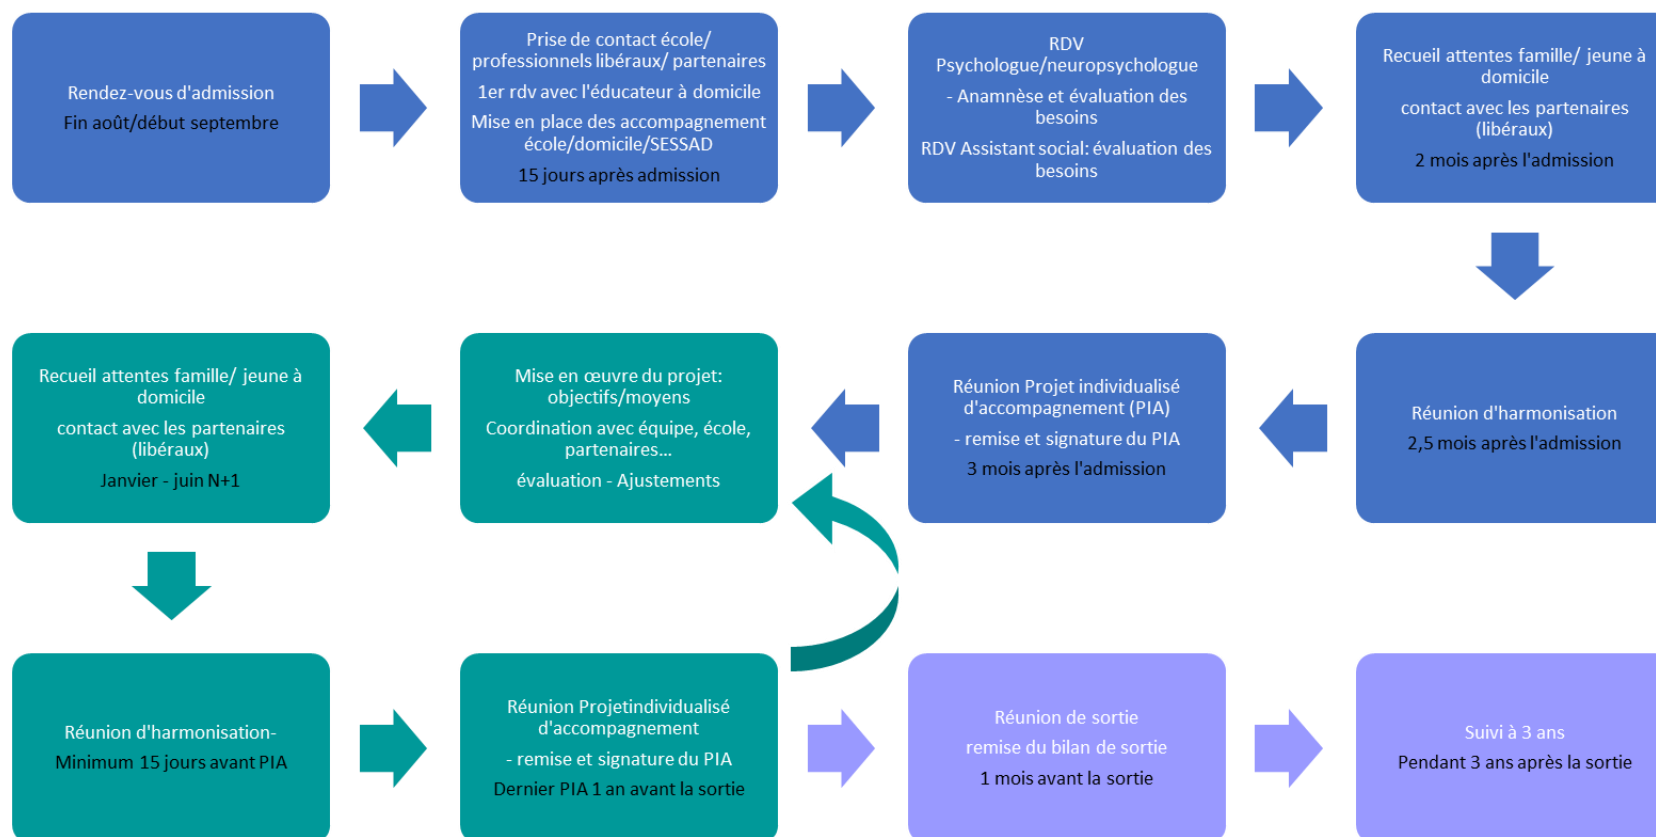 Rendez-vous d'admission
Fin août/début septembre
Prise de contact école/
professionnels libéraux/ partenaires
1er rdv avec l'éducateur à domicile
Mise en place des accompagnement
école/domicile/SESSAD
15 jours après admission
RDV
Psychologue/neuropsychologue
- Anamnèse et évaluation des
besoins
RDV Assistant social: évaluation des
besoins
Recueil attentes famille/ jeune à
domicile
contact avec les partenaires
(libéraux)
2 mois après l'admission
Réunion d'harmonisation
2,5 mois après l'admission
Réunion Projet individualisé
d'accompagnement (PIA)
- remise et signature du PIA
3 mois après l'admission
Mise en œuvre du projet:
objectifs/moyens
Coordination avec équipe, école,
partenaires...
évaluation - Ajustements
Recueil attentes famille/ jeune à
domicile
contact avec les partenaires
(libéraux)
Janvier - juin N+1
Réunion d'harmonisation-
Minimum 15 jours avant PIA
Réunion Projetindividualisé
d'accompagnement
- remise et signature du PIA
Dernier PIA 1 an avant la sortie
Réunion de sortie
remise du bilan de sortie
1 mois avant la sortie
Suivi à 3 ans
Pendant 3 ans après la sortie